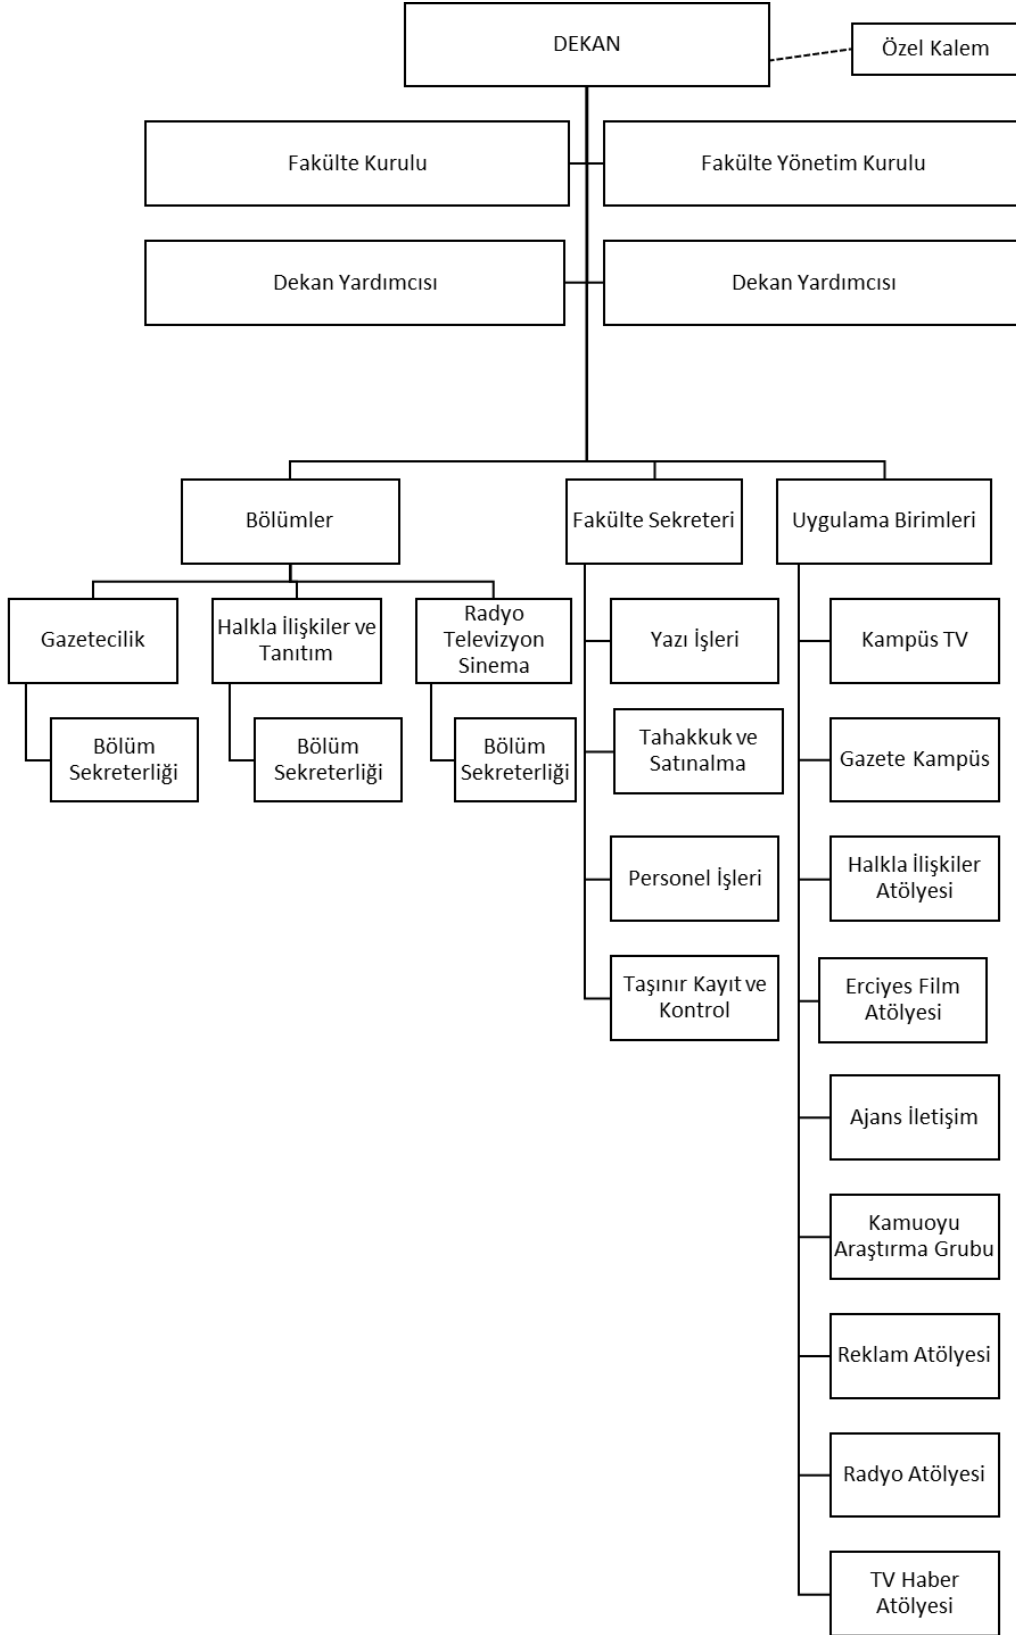 DEKAN
Özel Kalem
Fakülte Kurulu
Fakülte Yönetim Kurulu
Dekan Yardımcısı
Dekan Yardımcısı
Bölümler
Fakülte Sekreteri
Uygulama Birimleri
Gazetecilik
Halkla İlişkiler ve
Tanıtım
Radyo
Televizyon
Sinema
Bölüm
Sekreterliği
Bölüm
Sekreterliği
Bölüm
Sekreterliği
Yazı İşleri
Tahakkuk ve
Satınalma
Personel İşleri
Taşınır Kayıt ve
Kontrol
Kampüs TV
Gazete Kampüs
Halkla İlişkiler
Atölyesi
Erciyes Film
Atölyesi
Ajans İletişim
Kamuoyu
Araştırma Grubu
Reklam Atölyesi
Radyo Atölyesi
TV Haber
Atölyesi